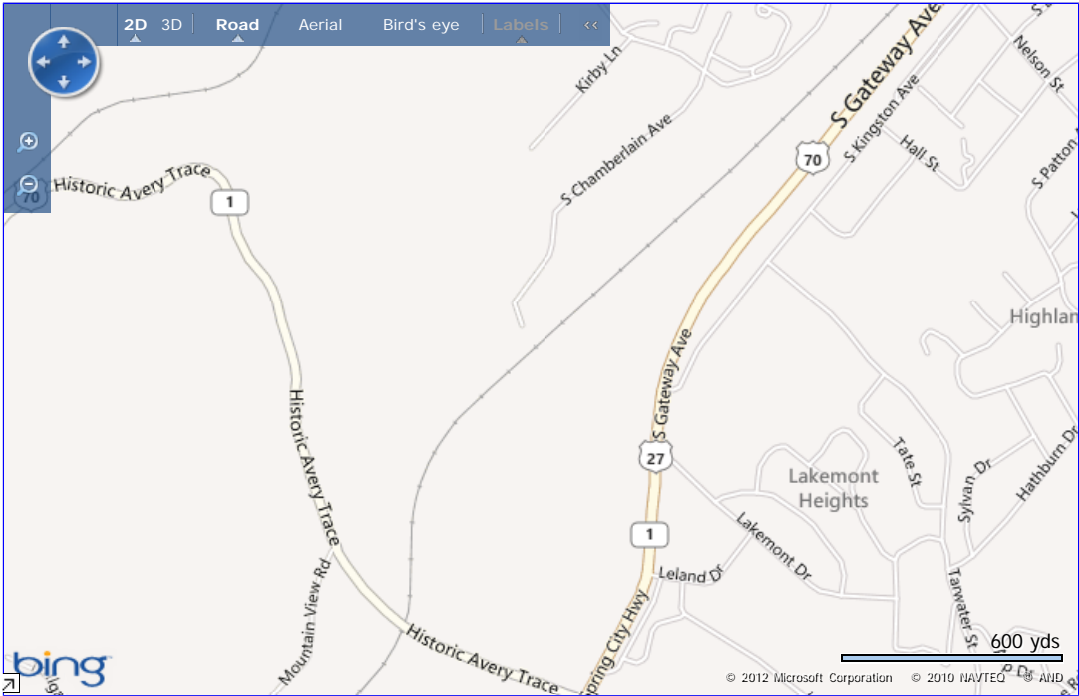 2D 3D Road Aerial Bird's eye Labels <<
S Gateway Ave
Kirby Ln
Nelson St
S Kingston Ave
S Chamberlain Ave
Hall St
70
S Patton
70
Historic Avery Trace
1
Highlan
S Gateway Ave
Historic Avery Trace
27
Tate St
Lakemont
Heights
Sylvan Dr
Hathburn Dr
1
Lakemont Dr
Leland Dr
Mountain View Rd
Tarwater St
Spring City Hwy
Historic Avery Trace
600 yds
bing™
© 2012 Microsoft Corporation © 2010 NAVTEQ © AND